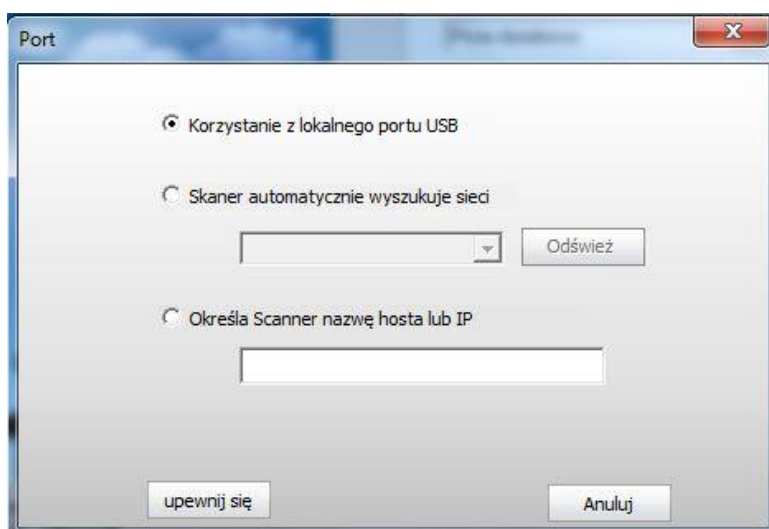 Port
Korzystanie z lokalnego portu USB
Skaner automatycznie wyszukuje sieci
Odśwież
Określa Scanner nazwę hosta lub IP
upewnij się
Anuluj